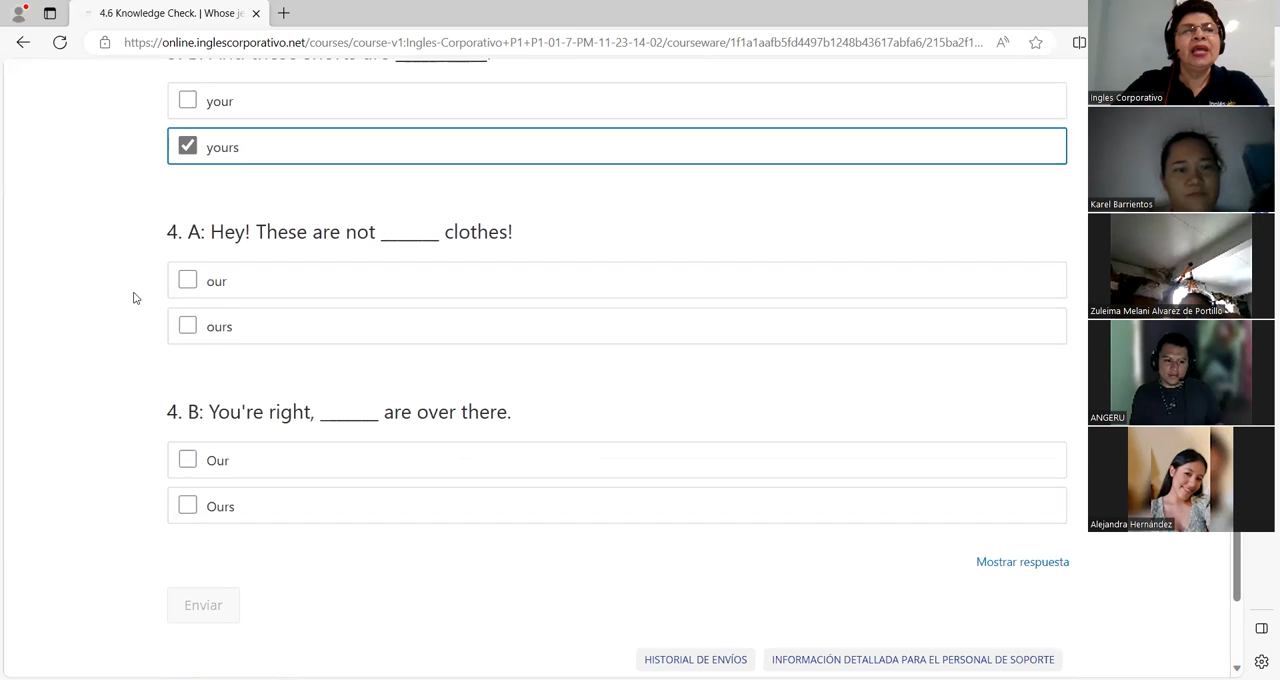 4.6 Knowledge Check. | Whose je
https://online.inglescorporativo.net/courses/course-v1:Ingles-Corporativo+P1+P1-01-7-PM-11-23-14-02/courseware/1f1a1aafb5fd4497b1248b43617abfa6/215ba2f1...
your
yours
4. A: Hey! These are not ______ clothes!
our
ours
4. B: You're right, ______ are over there.
Our
Ours
Mostrar respuesta
Enviar
HISTORIAL DE ENVÍOS
INFORMACIÓN DETALLADA PARA EL PERSONAL DE SOPORTE
Ingles Corporativo
Karel Barrientos
Zuleima Melani Alvarez de Portillo
ANGERU
Alejandra Hernández